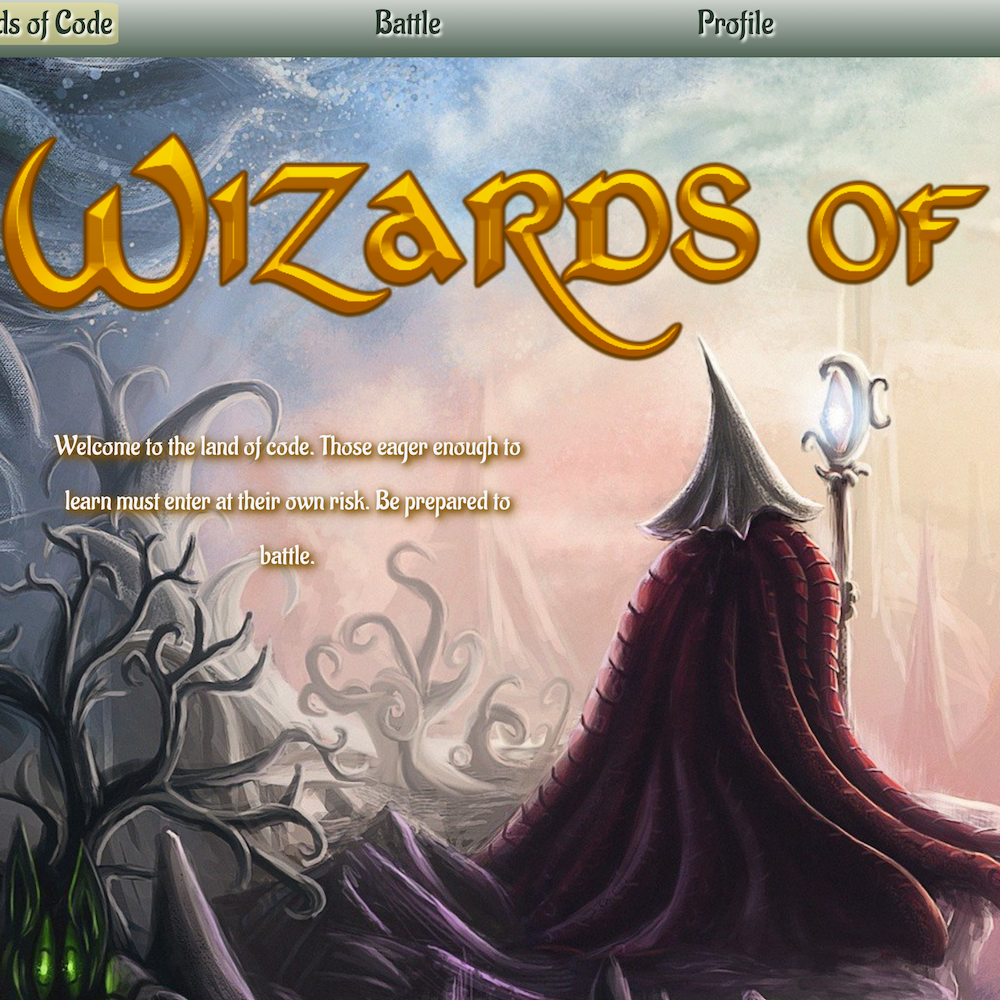 ds of Code
Battle
Profile
Wizards of
Welcome to the land of code. Those eager enough to
learn must enter at their own risk. Be prepared to
battle.